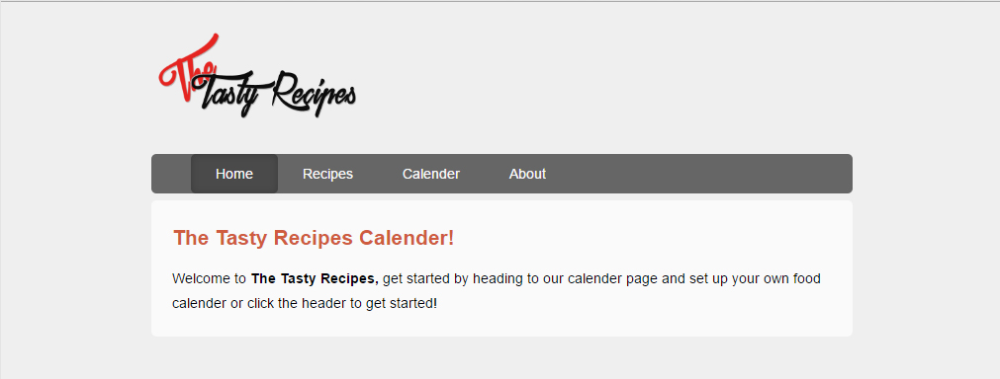 The Tasty Recipes
Home Recipes Calender About
The Tasty Recipes Calender!
Welcome to The Tasty Recipes, get started by heading to our calender page and set up your own food
calender or click the header to get started!